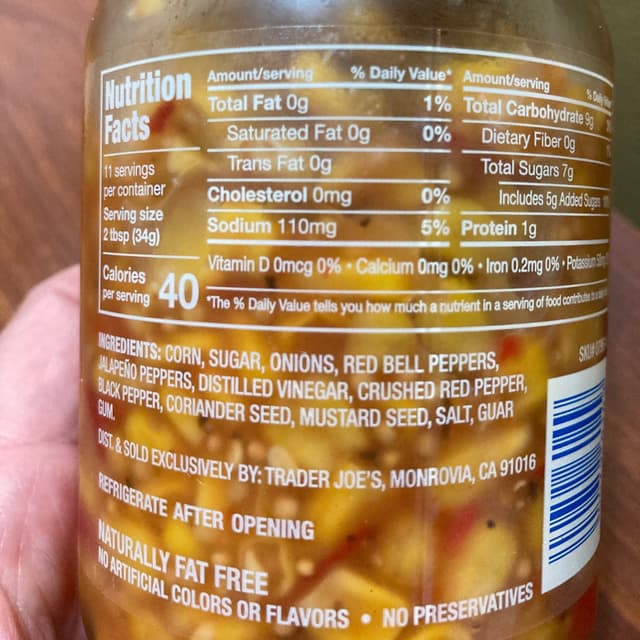 Nutrition
Facts
11 servings
per container
Serving size
2 tbsp (34g)
Calories
per serving 40
Amount/serving % Daily Value*
Total Fat 0g 1%
Saturated Fat 0g 0%
Trans Fat 0g
Cholesterol 0mg 0%
Sodium 110mg 5%
Amount/serving % Daily
Total Carbohydrate 9g
Dietary Fiber 0g
Total Sugars 7g
Includes 5g Added Sugars
Protein 1g
Vitamin D 0mcg 0% • Calcium 0mg 0% • Iron 0.2mg 0% • Potassium
*The % Daily Value tells you how much a nutrient in a serving of food contributes to a
INGREDIENTS: CORN, SUGAR, ONIONS, RED BELL PEPPERS,
JALAPEÑO PEPPERS, DISTILLED VINEGAR, CRUSHED RED PEPPER,
BLACK PEPPER, CORIANDER SEED, MUSTARD SEED, SALT, GUAR
GUM.
SKU#
DIST. & SOLD EXCLUSIVELY BY: TRADER JOE'S, MONROVIA, CA 91016
REFRIGERATE AFTER OPENING
NATURALLY FAT FREE
NO ARTIFICIAL COLORS OR FLAVORS • NO PRESERVATIVES